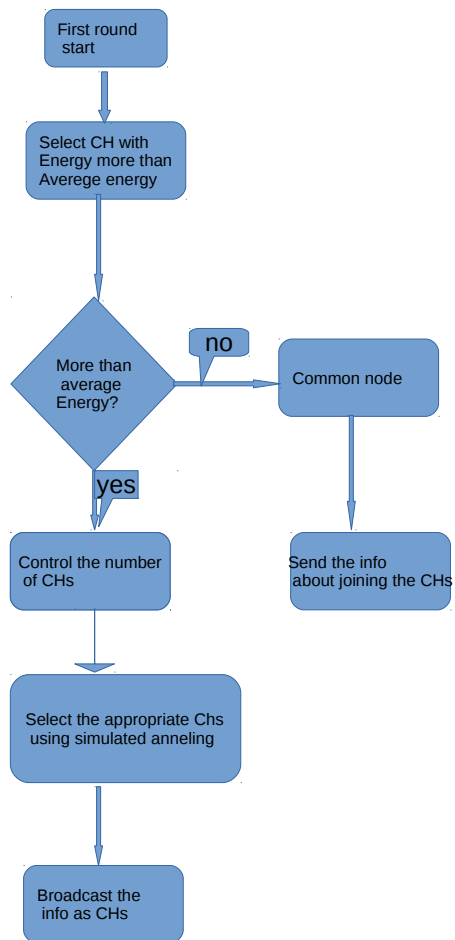 First round
start
Select CH with
Energy more than
Averege energy
More than
average
Energy?
no
Common node
yes
Control the number
of CHs
Send the info
about joining the CHs
Select the appropriate Chs
using simulated anneling
Broadcast the
info as CHs